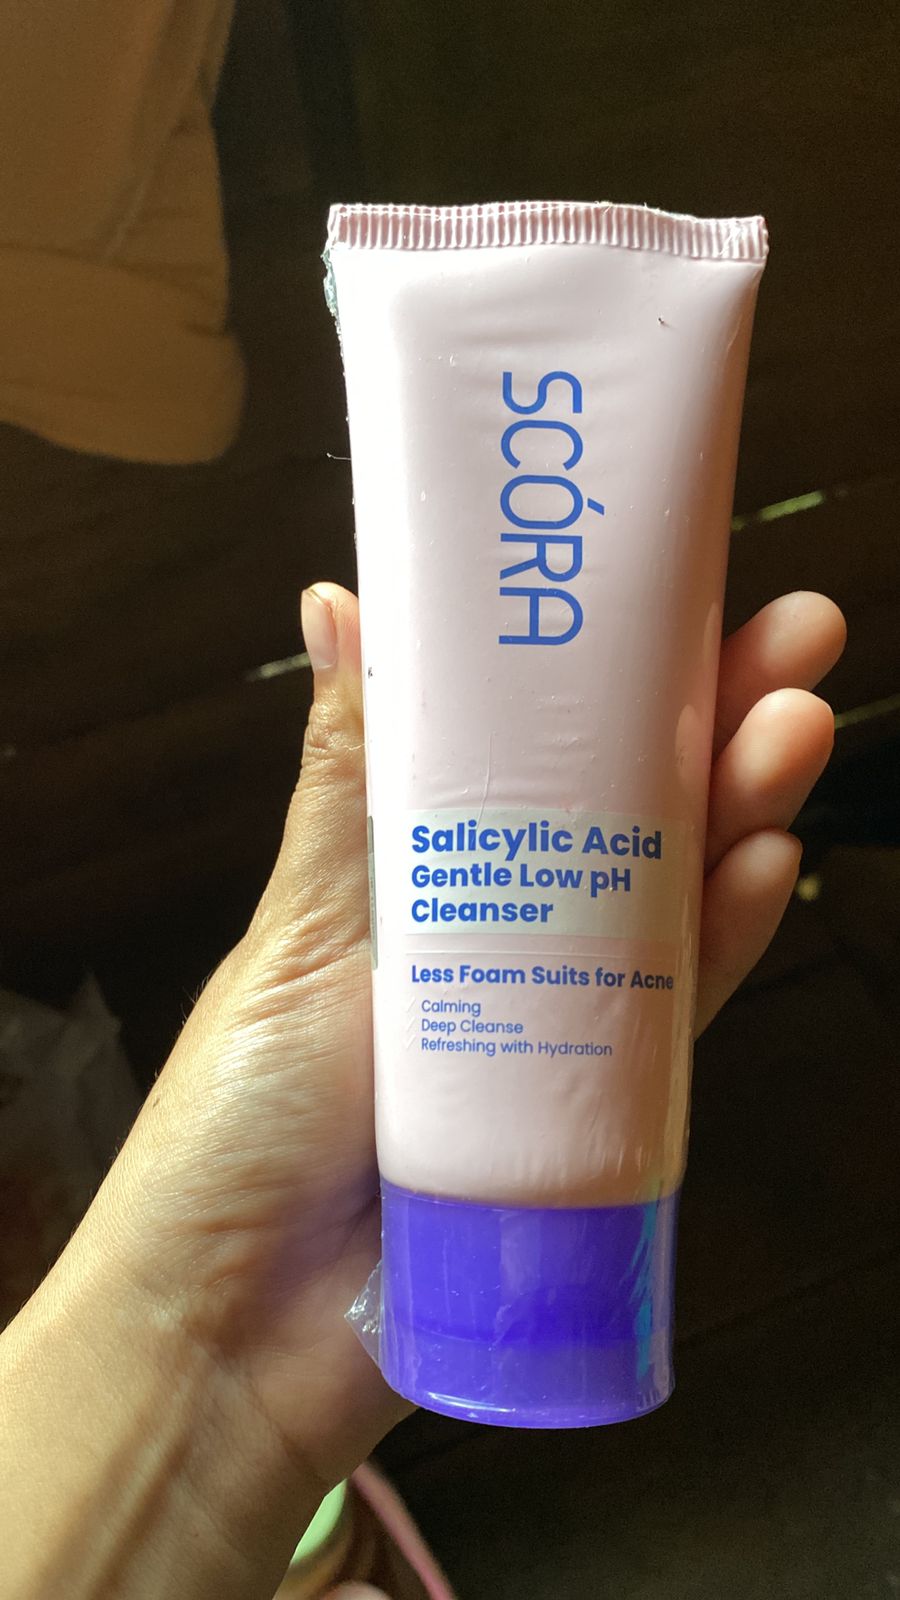 SCÓRA
Salicylic Acid
Gentle Low pH
Cleanser
Less Foam Suits for Acne
Calming
Deep Cleanse
Refreshing with Hydration